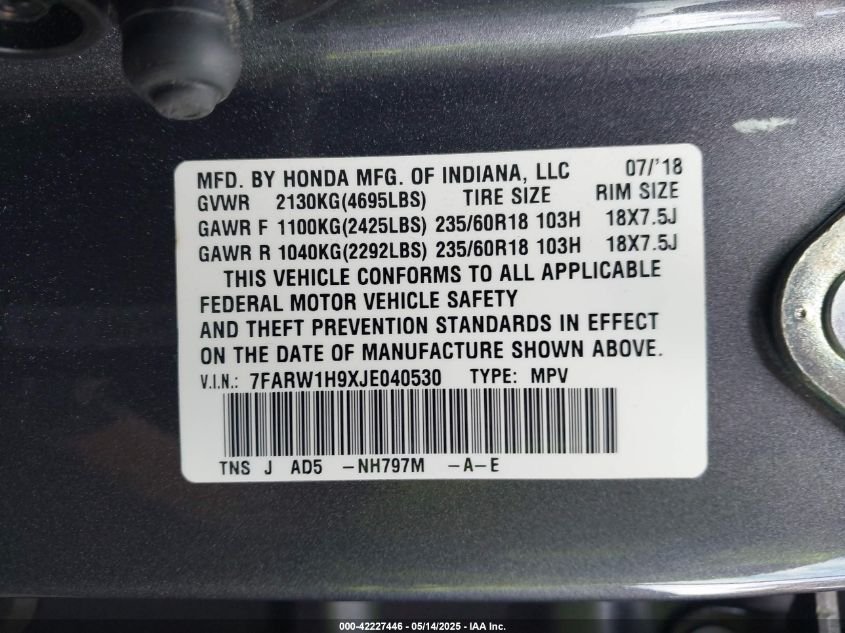 MFD. BY HONDA MFG. OF INDIANA, LLC 07/'18
GVWR 2130KG(4695LBS) TIRE SIZE RIM SIZE
GAWR F 1100KG(2425LBS) 235/60R18 103H 18X7.5J
GAWR R 1040KG(2292LBS) 235/60R18 103H 18X7.5J
THIS VEHICLE CONFORMS TO ALL APPLICABLE
FEDERAL MOTOR VEHICLE SAFETY
AND THEFT PREVENTION STANDARDS IN EFFECT
ON THE DATE OF MANUFACTURE SHOWN ABOVE.
V.I.N.: 7FARW1H9XJE040530 TYPE: MPV
TNS J AD5 -NH797M -A-E
000-42227446 - 05/14/2025 - IAA Inc.